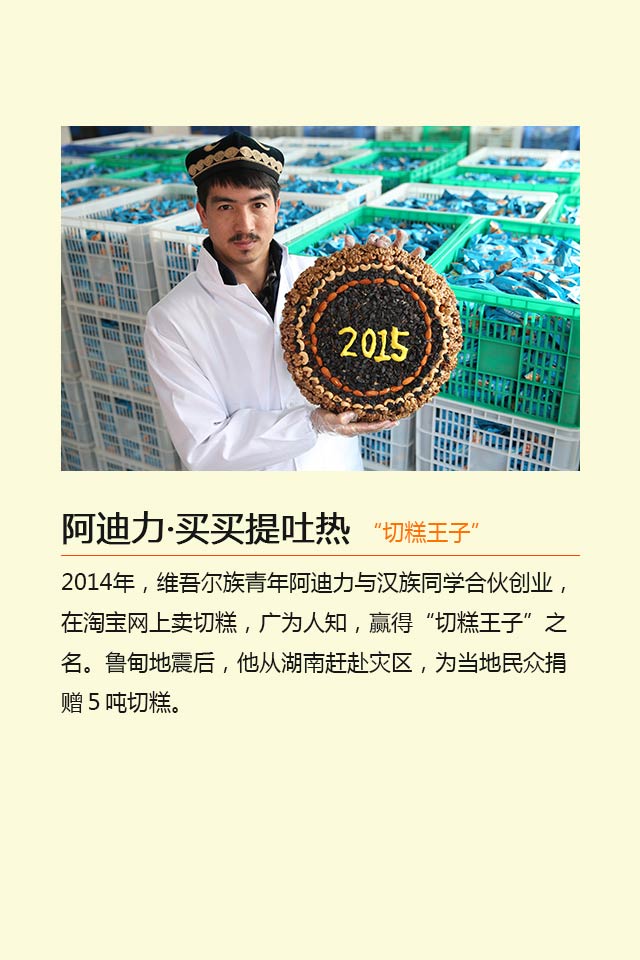 2015
阿迪力·买买提吐热 “切糕王子”
2014年，维吾尔族青年阿迪力与汉族同学合伙创业，
在淘宝网上卖切糕，广为人知，赢得“切糕王子”之
名。鲁甸地震后，他从湖南赶赴灾区，为当地民众捐
赠5吨切糕。